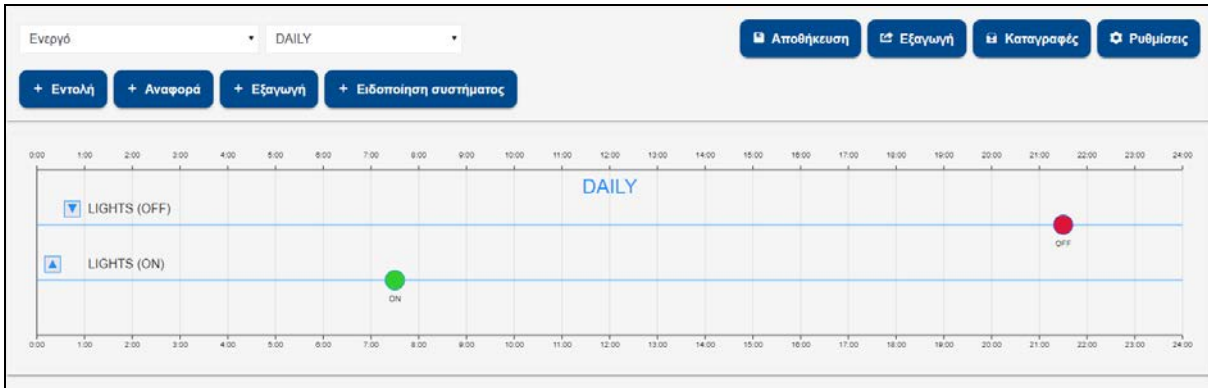 Ενεργό DAILY Αποθήκευση Εξαγωγή Καταγραφές Ρυθμίσεις
+ Εντολή + Αναφορά + Εξαγωγή + Ειδοποίηση συστήματος
0:00 1:00 2:00 3:00 4:00 5:00 6:00 7:00 8:00 9:00 10:00 11:00 12:00 13:00 14:00 15:00 16:00 17:00 18:00 19:00 20:00 21:00 22:00 23:00 24:00
DAILY
LIGHTS (OFF)
OFF
LIGHTS (ON)
ON
0:00 1:00 2:00 3:00 4:00 5:00 6:00 7:00 8:00 9:00 10:00 11:00 12:00 13:00 14:00 15:00 16:00 17:00 18:00 19:00 20:00 21:00 22:00 23:00 24:00